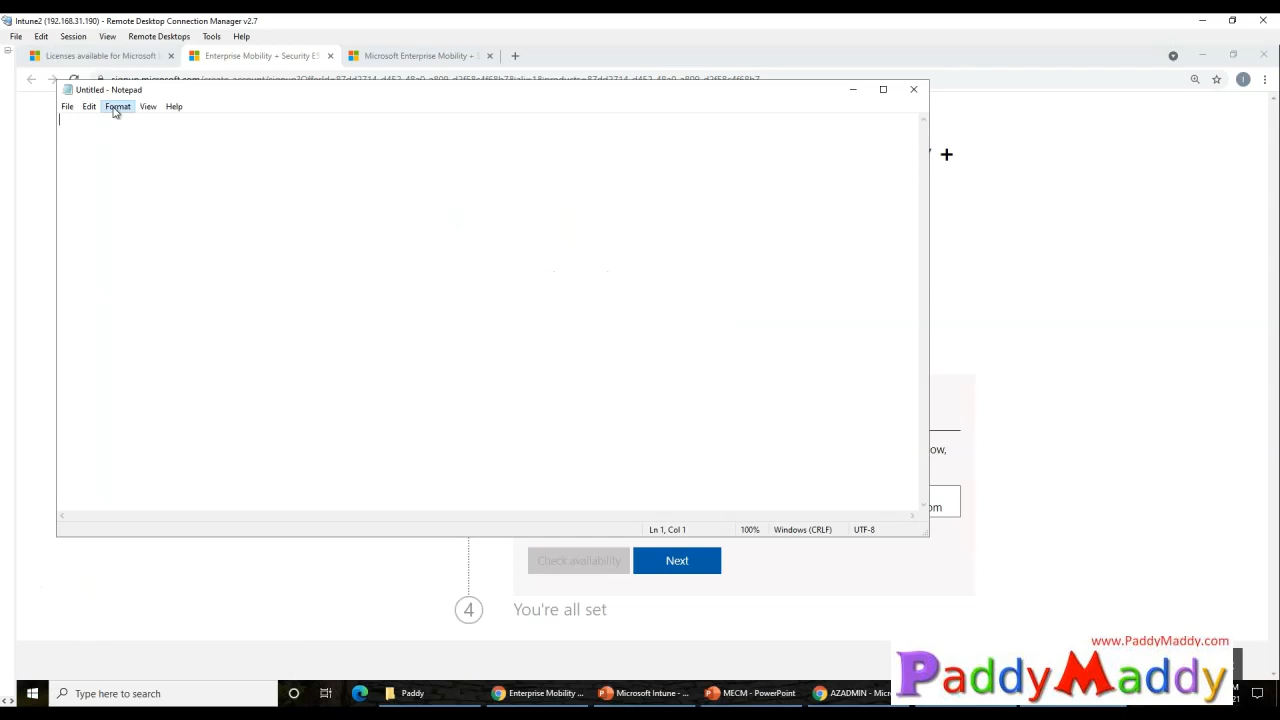 Intune2 (192.168.31.190) - Remote Desktop Connection Manager v2.7
File Edit Session View Remote Desktops Tools Help
Licenses available for Microsoft
Enterprise Mobility + Security E5
Microsoft Enterprise Mobility +
Untitled - Notepad
File Edit Format View Help
+
ow,
om
Ln 1, Col 1 100% Windows (CRLF) UTF-8
Check availability Next
4 You're all set
www.PaddyMaddy.com
PaddyMaddy
Type here to search
Paddy
Enterprise Mobility ...
Microsoft Intune - ...
MECM - PowerPoint
AZADMIN - Micr